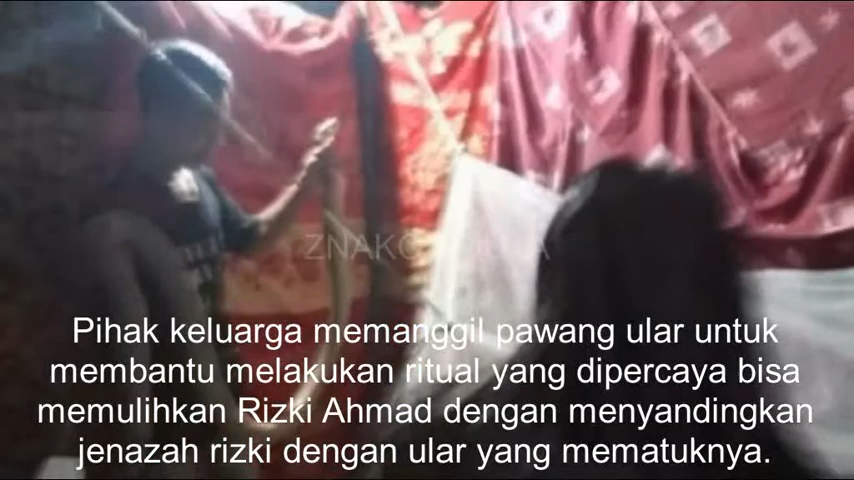 Pihak keluarga memanggil pawang ular untuk
membantu melakukan ritual yang dipercaya bisa
memulihkan Rizki Ahmad dengan menyandingkan
jenazah rizki dengan ular yang mematuknya.